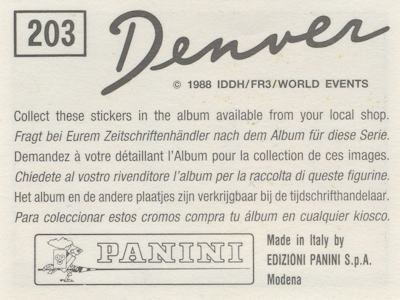 203
Denver
© 1988 IDDH/FR3/WORLD EVENTS
Collect these stickers in the album available from your local shop.
Fragt bei Eurem Zeitschriftenhändler nach dem Album für diese Serie.
Demandez à votre détaillant l'Album pour la collection de ces images.
Chiedete al vostro rivenditore l'album per la raccolta di queste figurine.
Het album en de andere plaatjes zijn verkrijgbaar bij de tijdschrifthandelaar.
Para coleccionar estos cromos compra tu álbum en cualquier kiosco.
PANINI
Made in Italy by
EDIZIONI PANINI S.p.A.
Modena